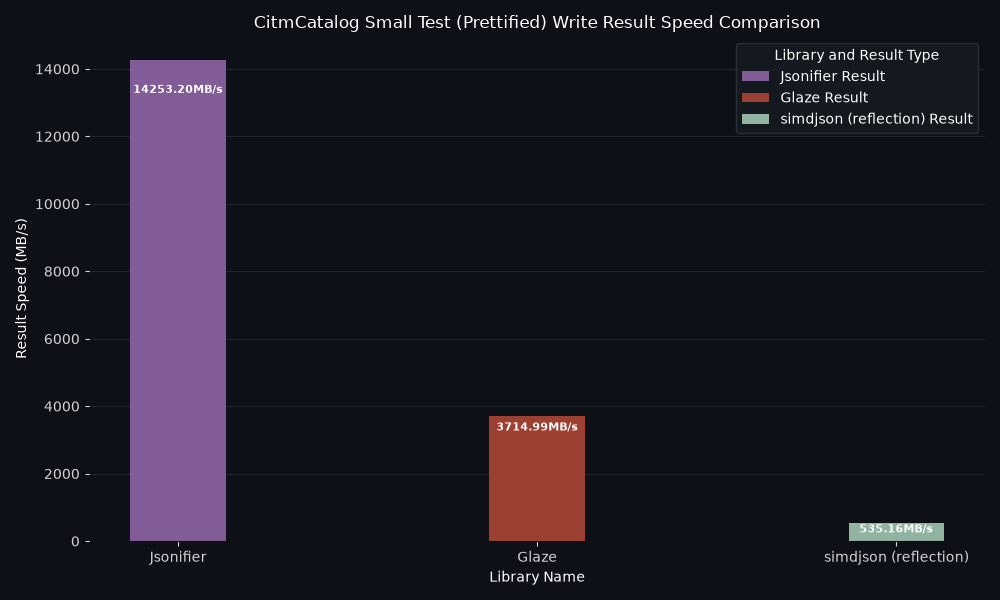 CitmCatalog Small Test (Prettified) Write Result Speed Comparison
Library and Result Type
Jsonifier Result
Glaze Result
simdjson (reflection) Result
Result Speed (MB/s)
14000
12000
10000
8000
6000
4000
2000
0
14253.20MB/s
3714.99MB/s
535.16MB/s
Jsonifier
Glaze
simdjson (reflection)
Library Name